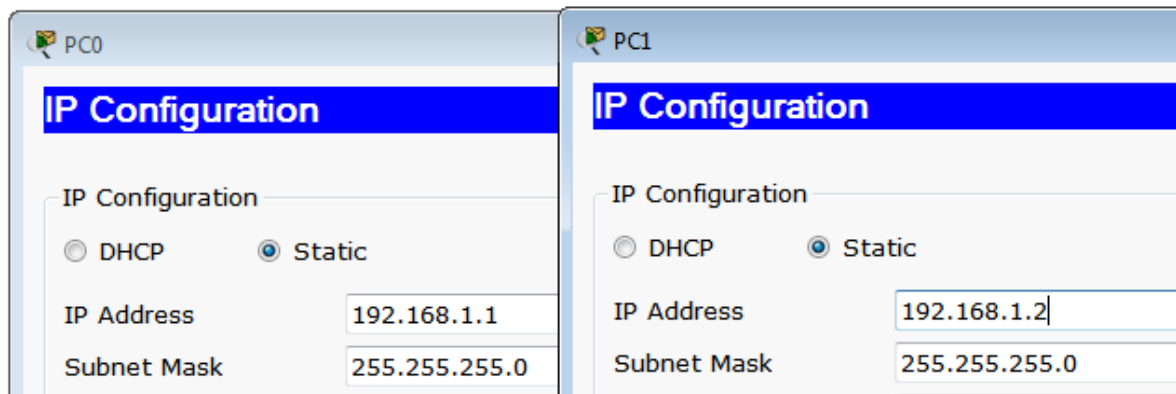 PC0
IP Configuration
IP Configuration
DHCP Static
IP Address 192.168.1.1
Subnet Mask 255.255.255.0
PC1
IP Configuration
IP Configuration
DHCP Static
IP Address 192.168.1.2
Subnet Mask 255.255.255.0